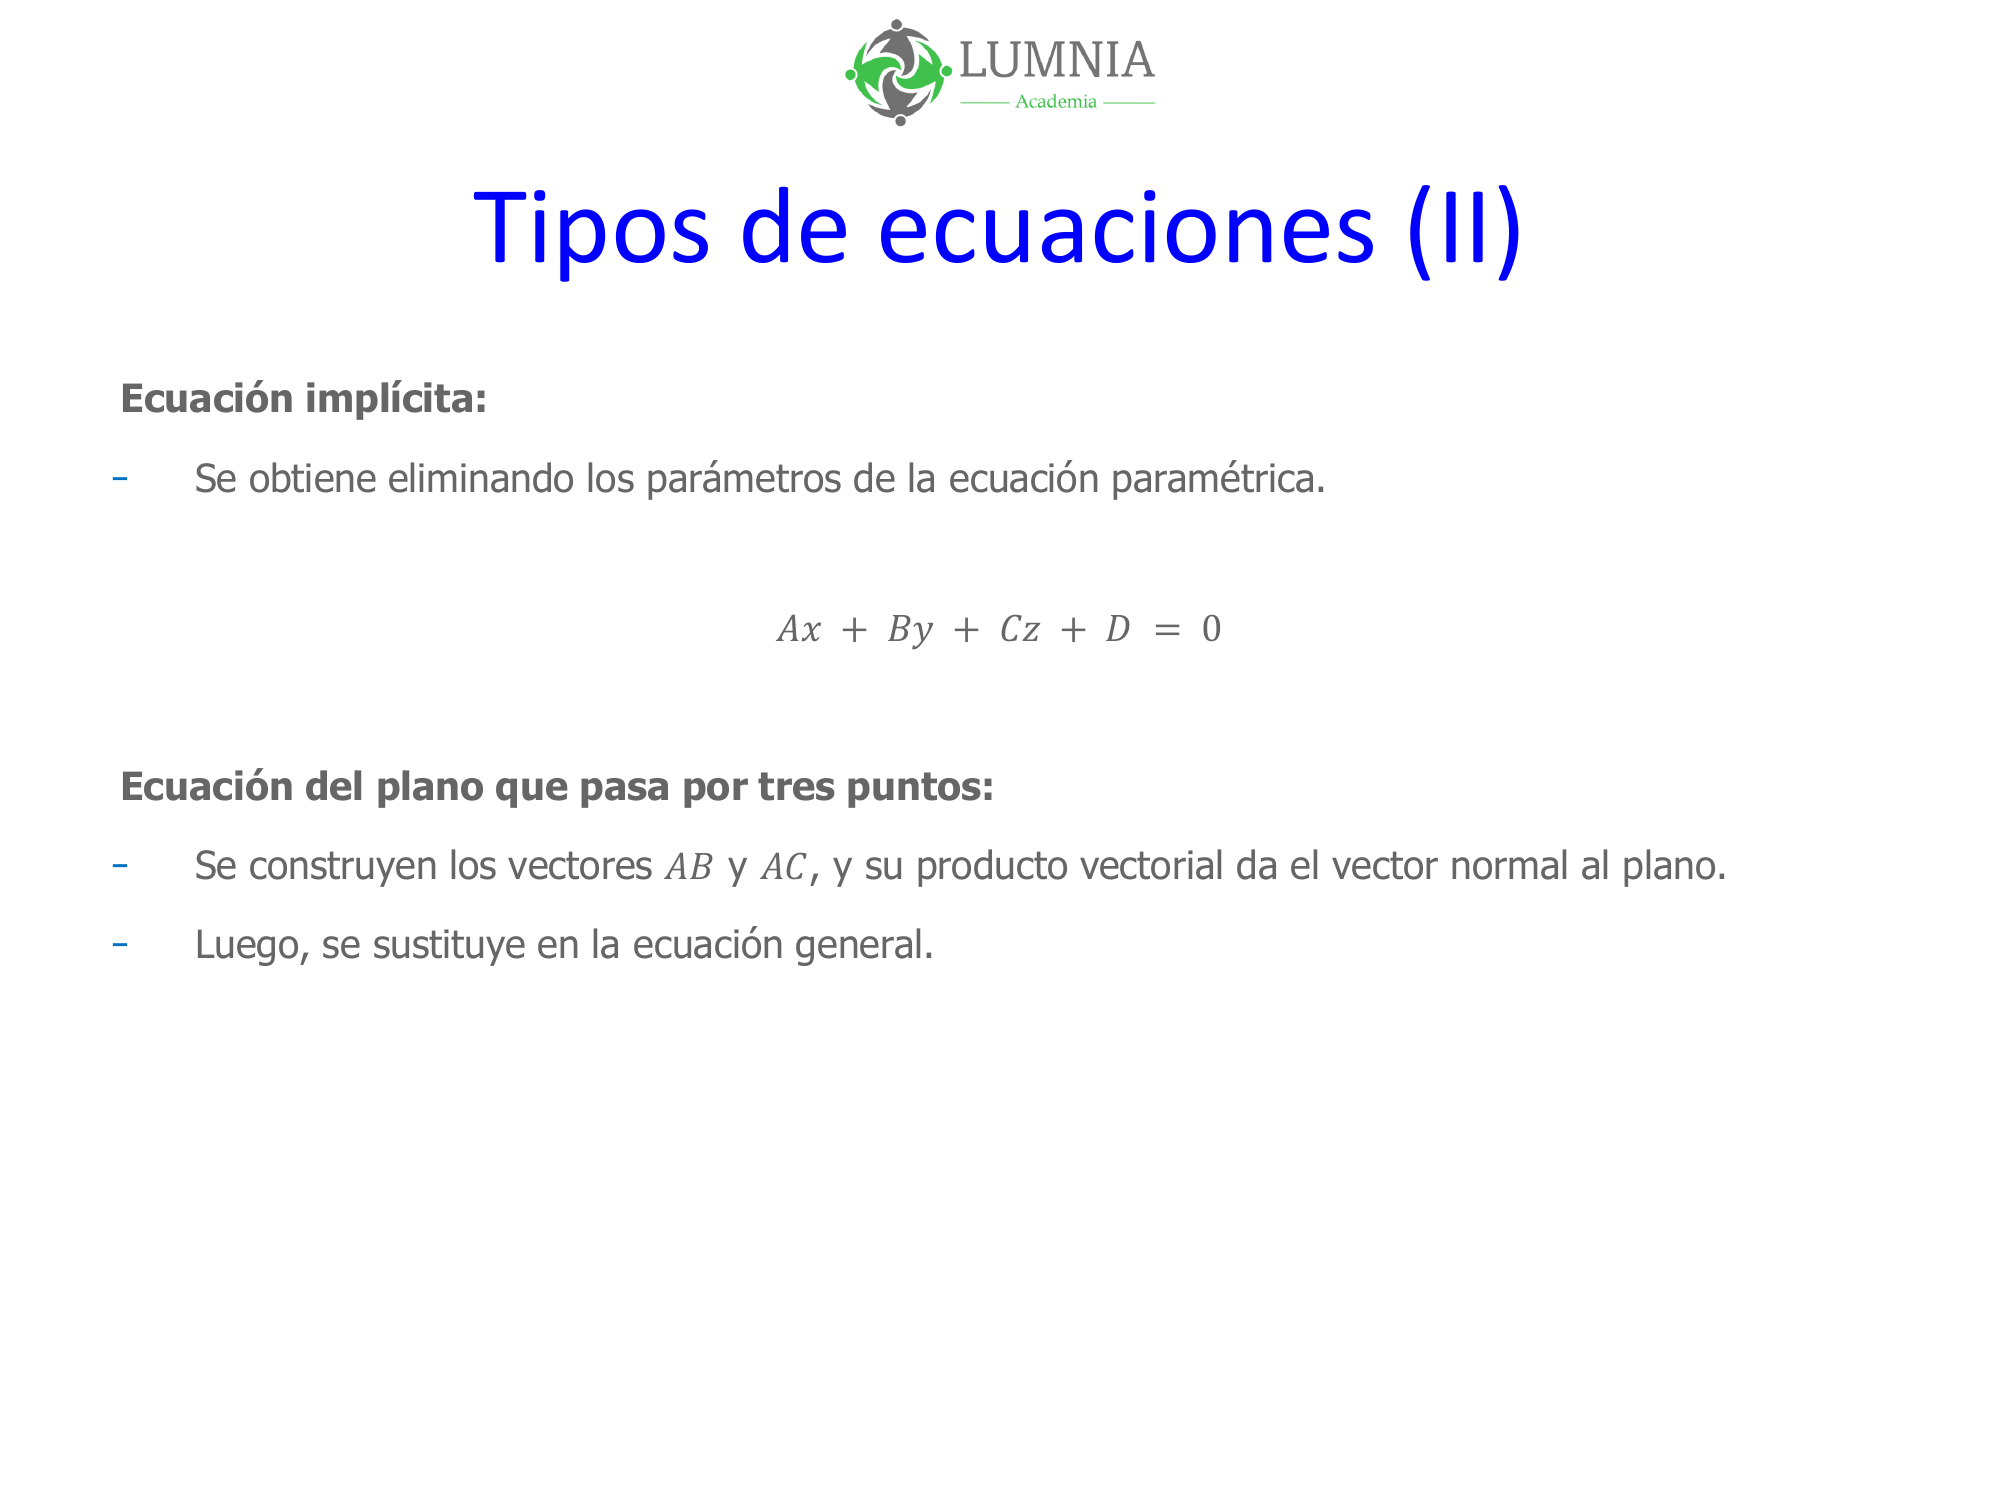 LUMNIA
Academia
Tipos de ecuaciones (II)
Ecuación implícita:
- Se obtiene eliminando los parámetros de la ecuación paramétrica.
Ax + By + Cz + D = 0
Ecuación del plano que pasa por tres puntos:
- Se construyen los vectores AB y AC, y su producto vectorial da el vector normal al plano.
- Luego, se sustituye en la ecuación general.